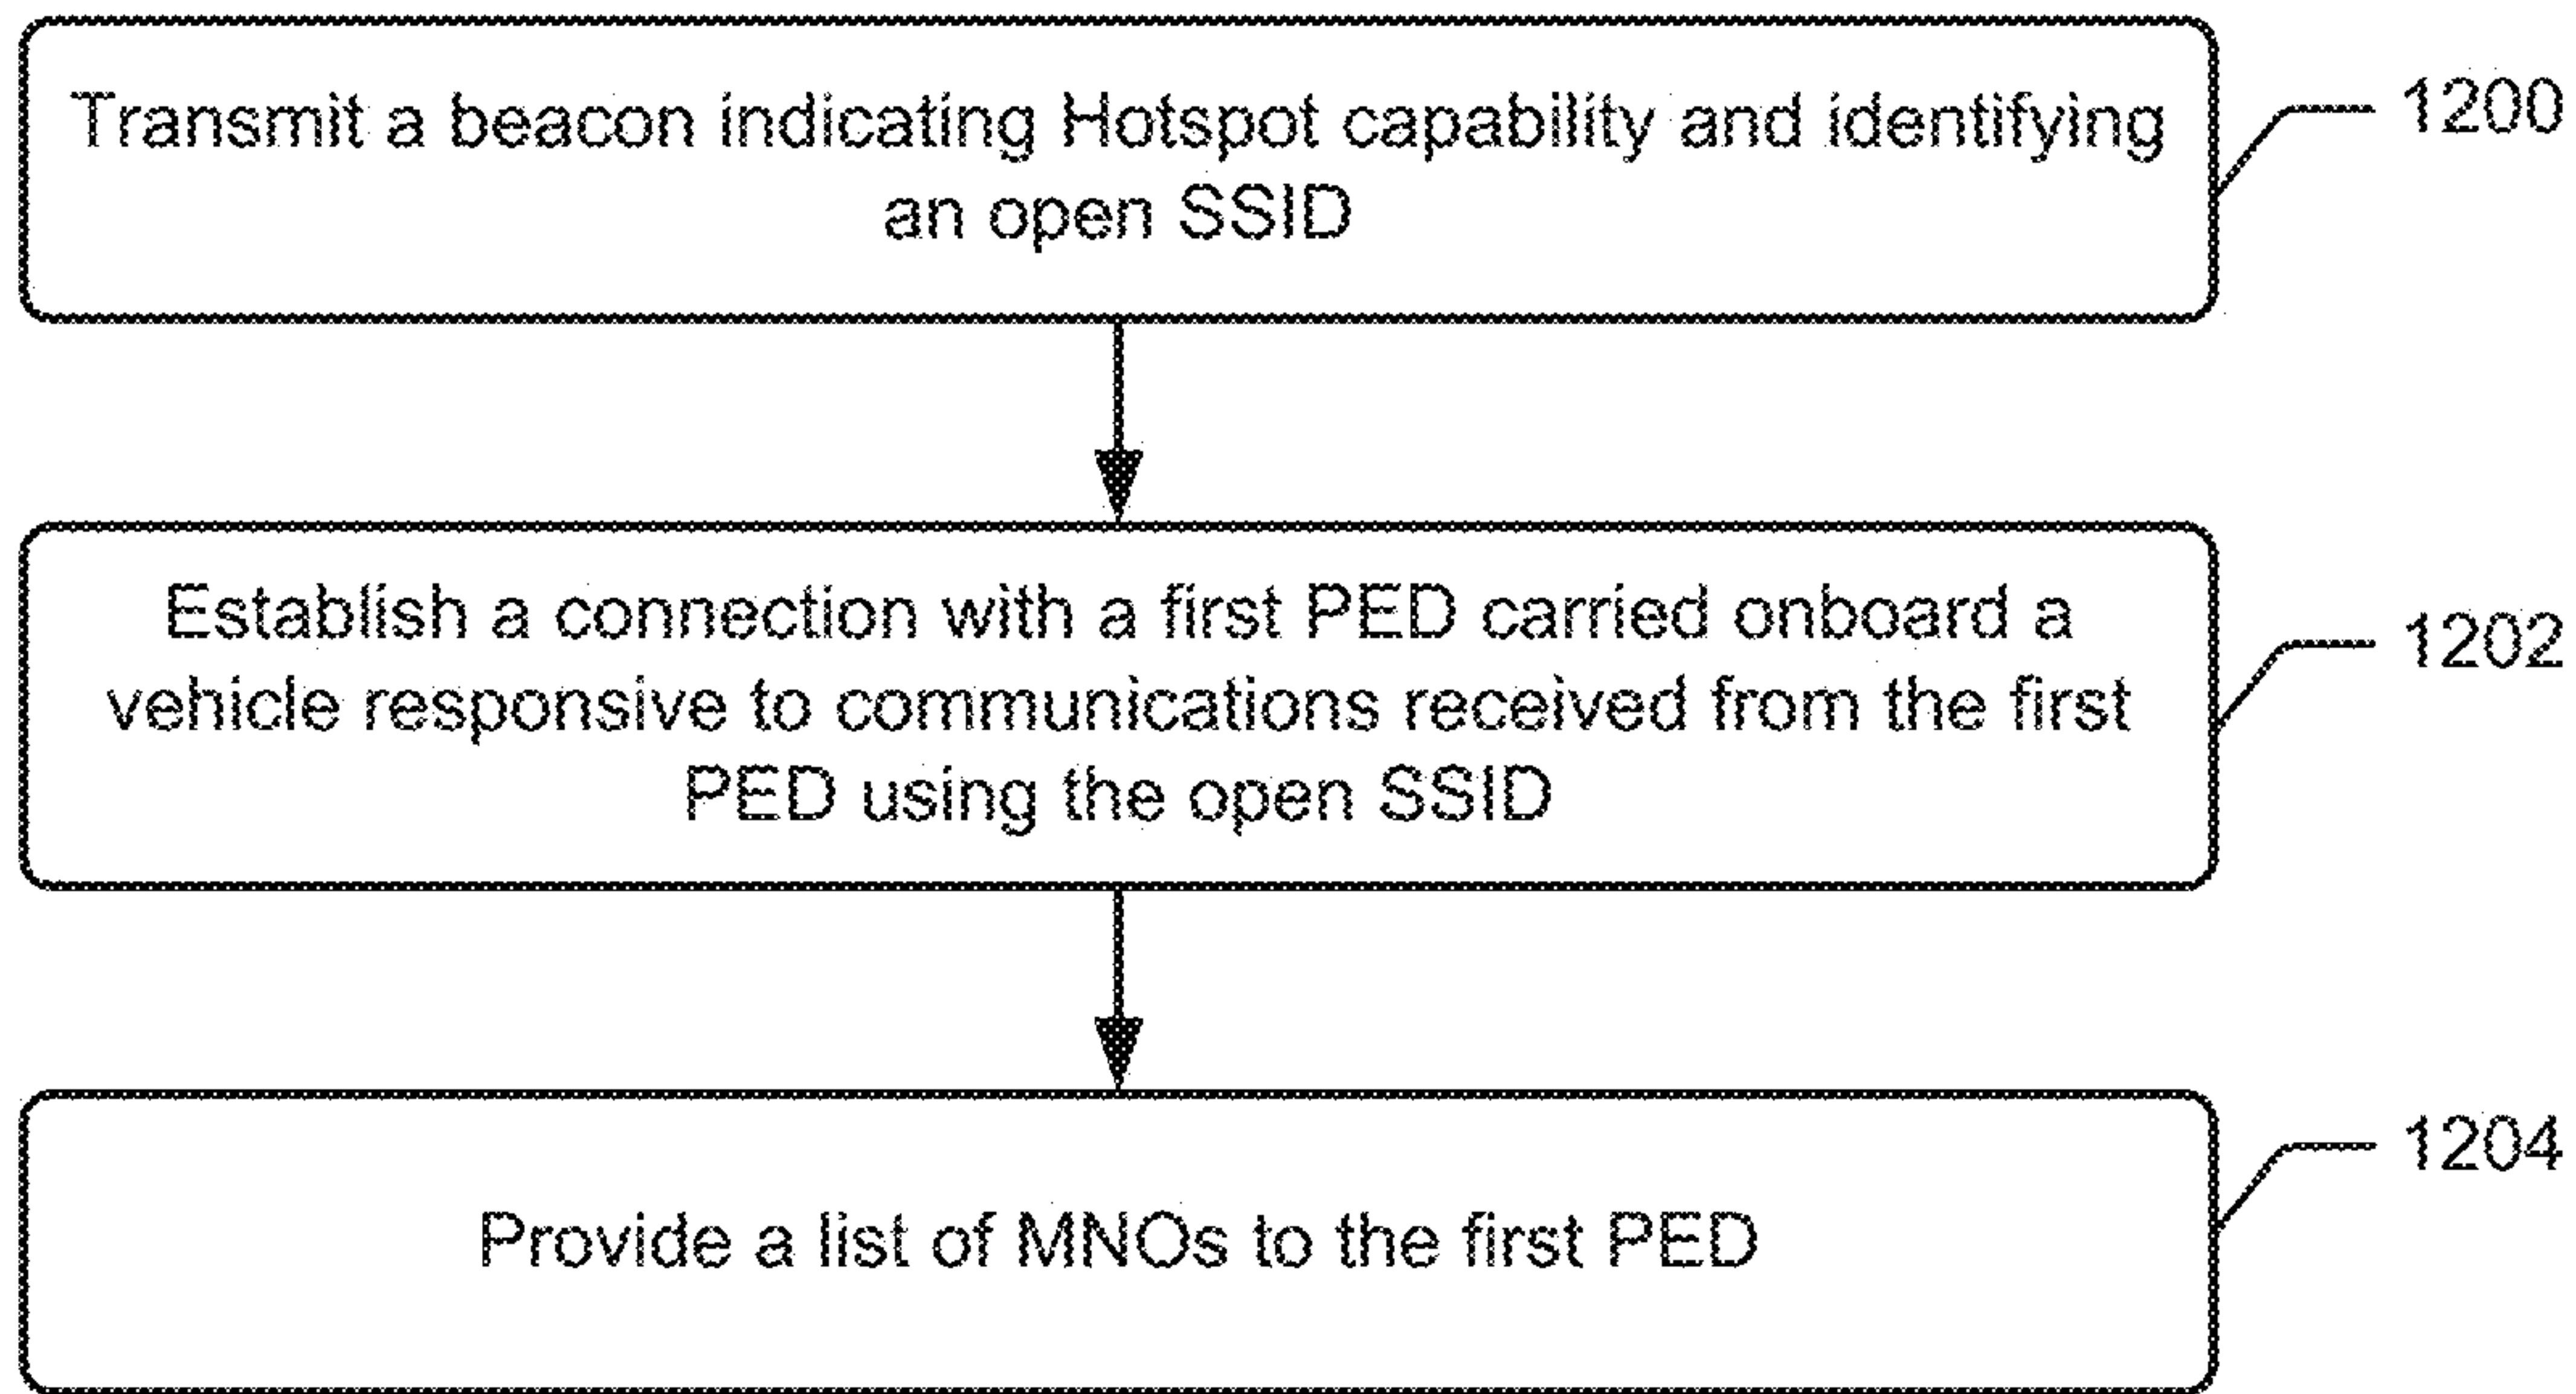 Transmit a beacon indicating Hotspot capability and identifying
an open SSID
1200
Establish a connection with a first PED carried onboard a
vehicle responsive to communications received from the first
PED using the open SSID
1202
Provide a list of MNOs to the first PED
1204